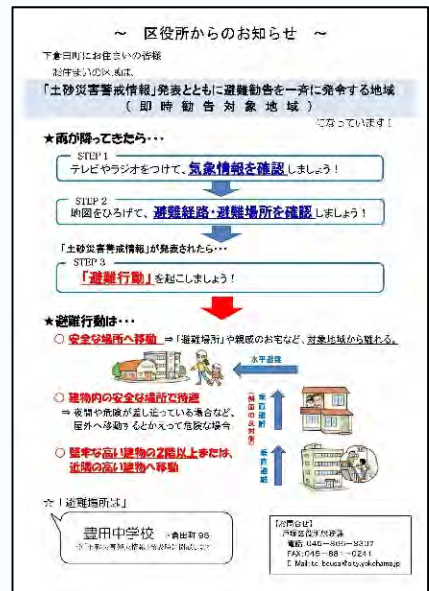 ～ 区役所からのお知らせ ～
下倉田町にお住まいの皆様
お住まいの区域は、
「土砂災害警戒情報」発表とともに避難勧告を一斉に発令する地域
（即時勧告対象地域）
になっています！
★雨が降ってきたら・・・
STEP 1
テレビやラジオをつけて、気象情報を確認しましょう！
STEP 2
地図をひろげて、避難経路・避難場所を確認しましょう！
「土砂災害警戒情報」が発表されたら・・
STEP 3
「避難行動」を起こしましょう！
★避難行動は・・・
○ 安全な場所へ移動 ⇒「避難場所」や親戚のお宅など、対象地域から離れる。
水平避難
○ 建物内の安全な場所で待避
⇒ 夜間や危険が差し迫っている場合など、
屋外へ移動するとかえって危険な場合
垂直避難
（斜面の反対側）
○ 堅牢な高い建物の2階以上または、
近隣の高い建物へ移動
垂直避難
☆「避難場所は」
豊田中学校
【お問合せ】
電話:045-866-8307
FAX:045-881-0241